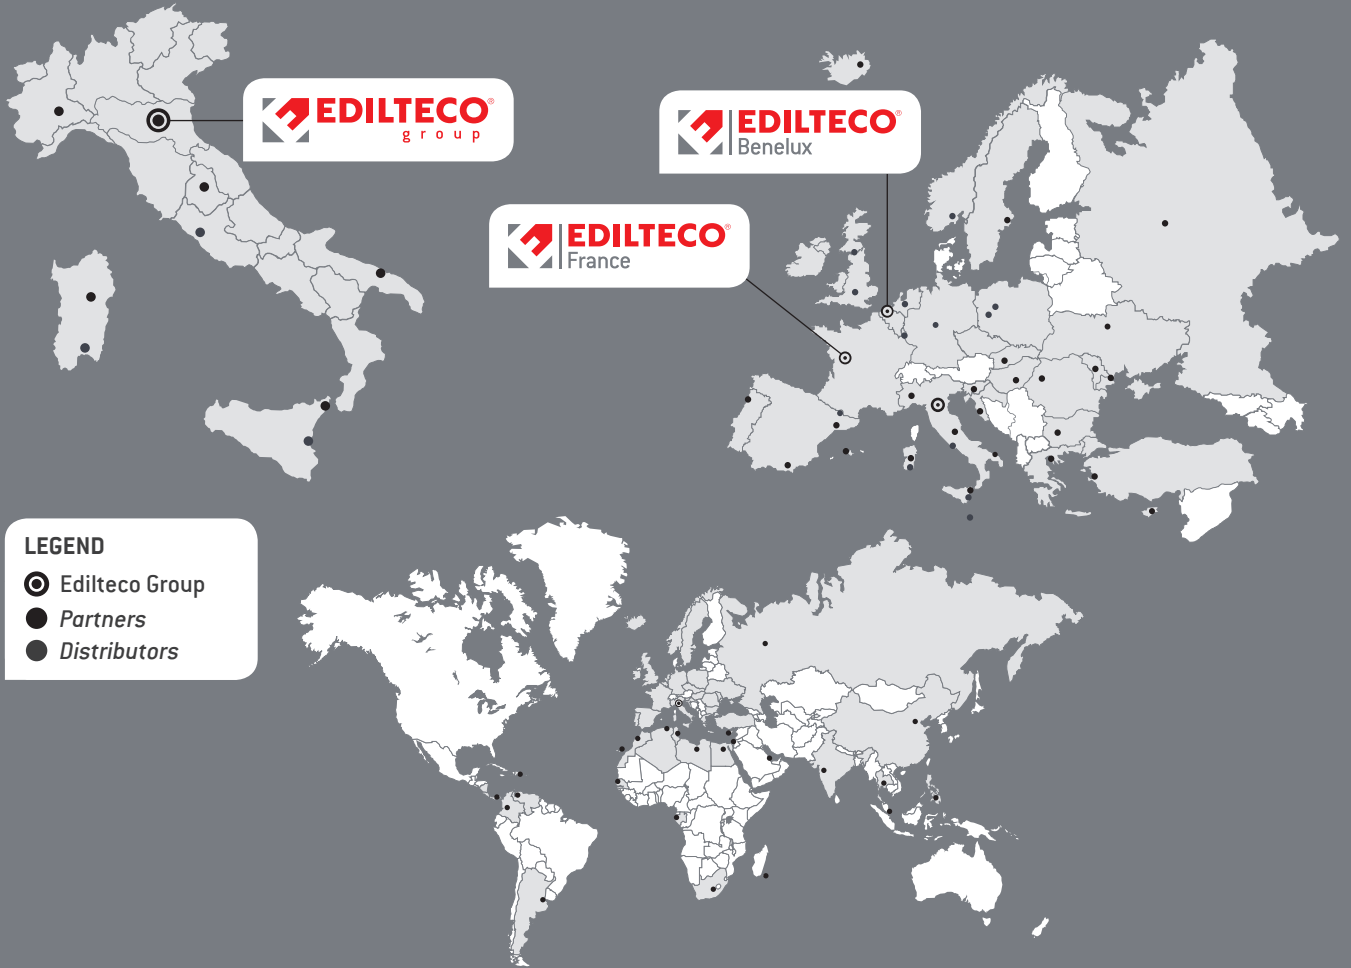 EDILTECO®
group
EDILTECO®
Benelux
EDILTECO®
France
LEGEND
Edilteco Group
Partners
Distributors